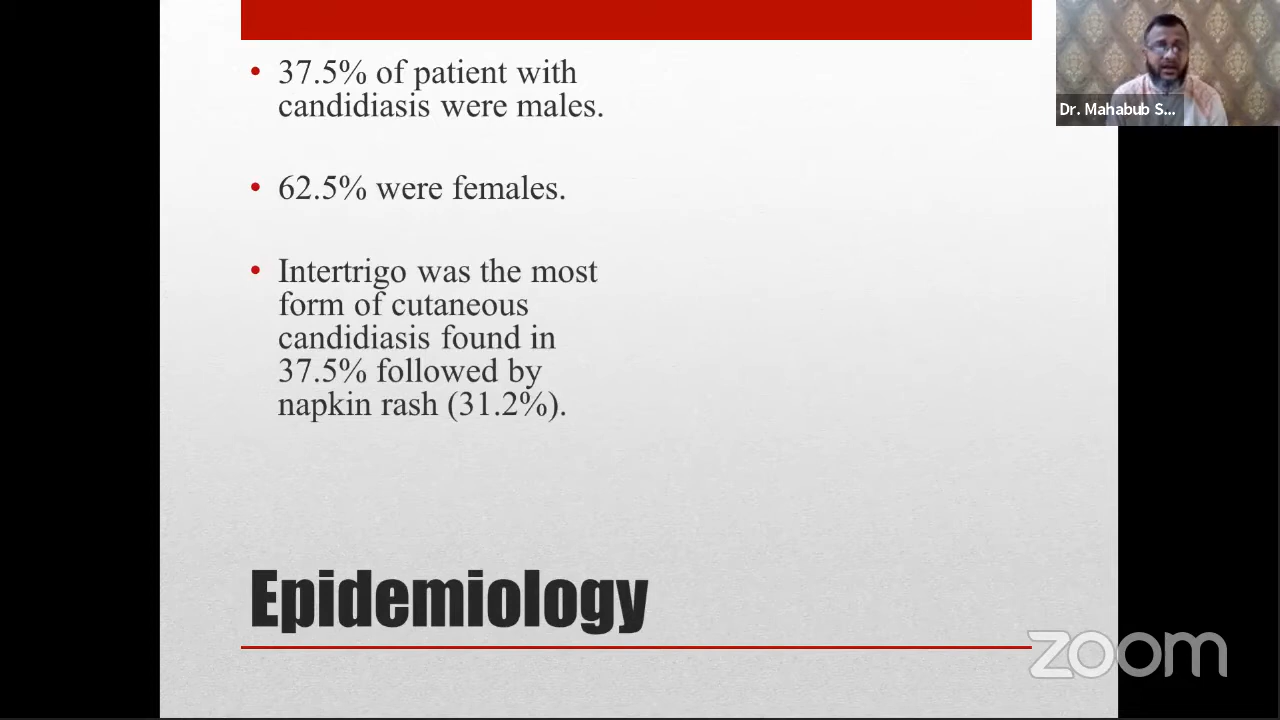 • 37.5% of patient with
candidiasis were males.
• 62.5% were females.
• Intertrigo was the most
form of cutaneous
candidiasis found in
37.5% followed by
napkin rash (31.2%).
Epidemiology
Dr. Mahabub S...
zoom